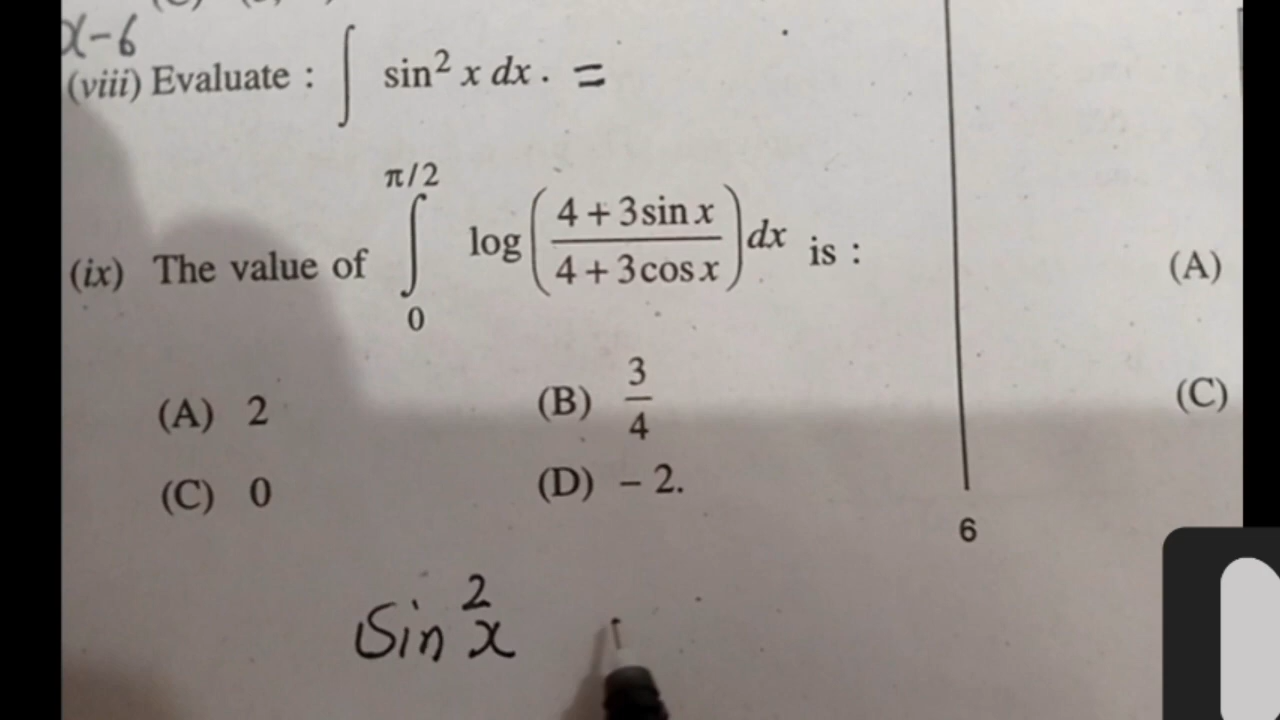 x-6
(viii) Evaluate : ∫ sin² x dx . =
(ix) The value of ∫₀^π/2 log((4 + 3 sin x)/(4 + 3 cos x)) dx is :
(A) 2 (B) 3/4
(C) 0 (D) – 2.
6
(A)
(C)
Sin² x